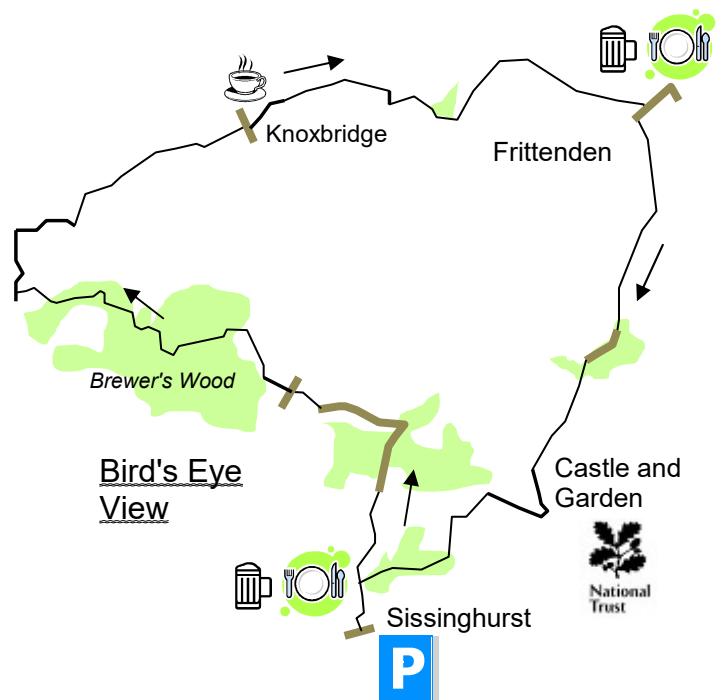 Knoxbridge
Frittenden
Brewer's Wood
Bird's Eye
View
Castle and
Garden
National
Trust
Sissinghurst
P